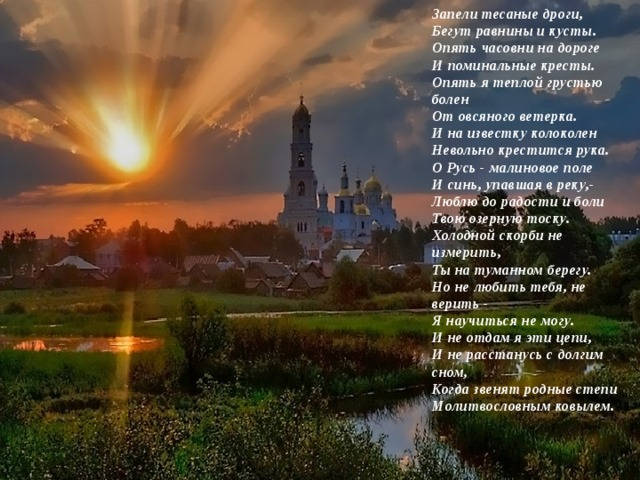 Запели тесаные дроги,
Бегут равнины и кусты.
Опять часовни на дороге
И поминальные кресты.
Опять я теплой грустью
болен
От овсяного ветерка.
И на известку колоколен
Невольно крестится рука.
О Русь - малиновое поле
И синь, упавшая в реку,-
Люблю до радости и боли
Твою озерную тоску.
Холодной скорби не
измерить,
Ты на туманном берегу.
Но не любить тебя, не
верить -
Я научиться не могу.
И не отдам я эти цепи,
И не расстанусь с долгим
сном,
Когда звенят родные степи
Молитвословным ковылем.